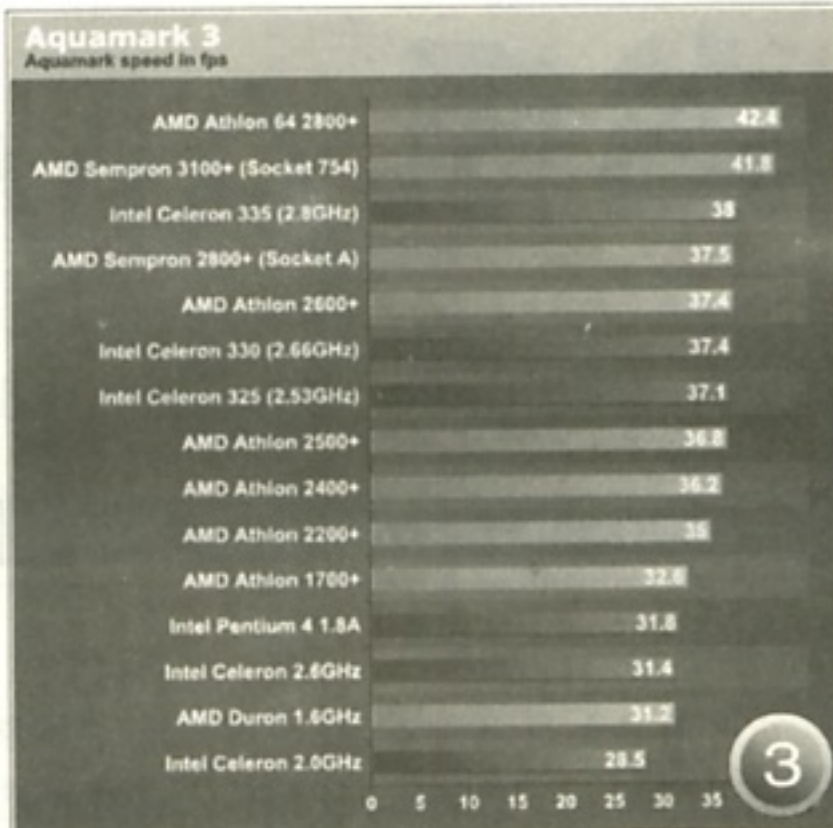 Aquamark 3
Aquamark speed in fps
AMD Athlon 64 2800+ 42.4
AMD Sempron 3100+ (Socket 754) 41.8
Intel Celeron 335 (2.8GHz) 38
AMD Sempron 2800+ (Socket A) 37.5
AMD Athlon 2600+ 37.4
Intel Celeron 330 (2.66GHz) 37.4
Intel Celeron 325 (2.53GHz) 37.1
AMD Athlon 2500+ 36.8
AMD Athlon 2400+ 36.2
AMD Athlon 2200+ 35
AMD Athlon 1700+ 32.6
Intel Pentium 4 1.8A 31.8
Intel Celeron 2.6GHz 31.4
AMD Duron 1.6GHz 31.2
Intel Celeron 2.0GHz 28.5
0 5 10 15 20 25 30 35
3